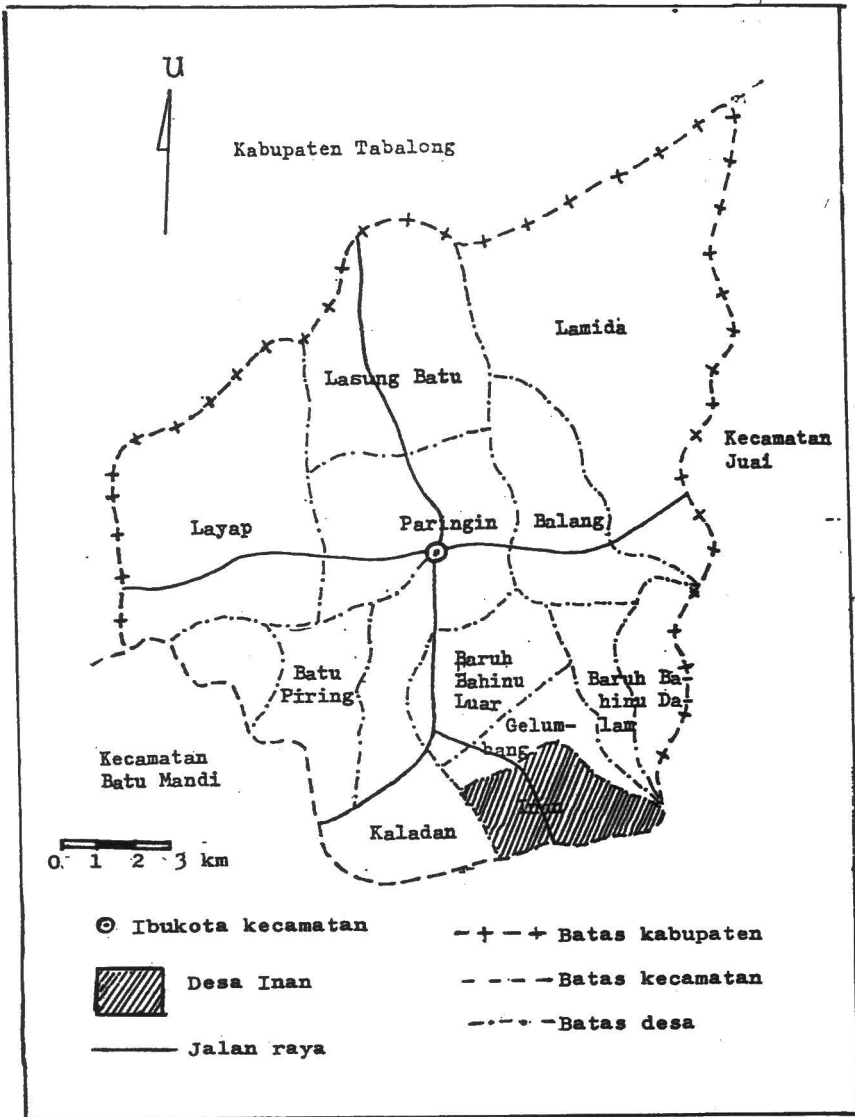 U
Kabupaten Tabalong
Lamida
Lasung Batu
Kecamatan
Juai
Layap
Paringin
Balang
Batu
Piring
Baruh
Bahinu
Luar
Baruh Ba-
hinu Da-
lam
Gelum-
bang
Kecamatan
Batu Mandi
Inan
Kaladan
0 1 2 3 km
Ibukota kecamatan
Desa Inan
Jalan raya
Batas kabupaten
Batas kecamatan
Batas desa